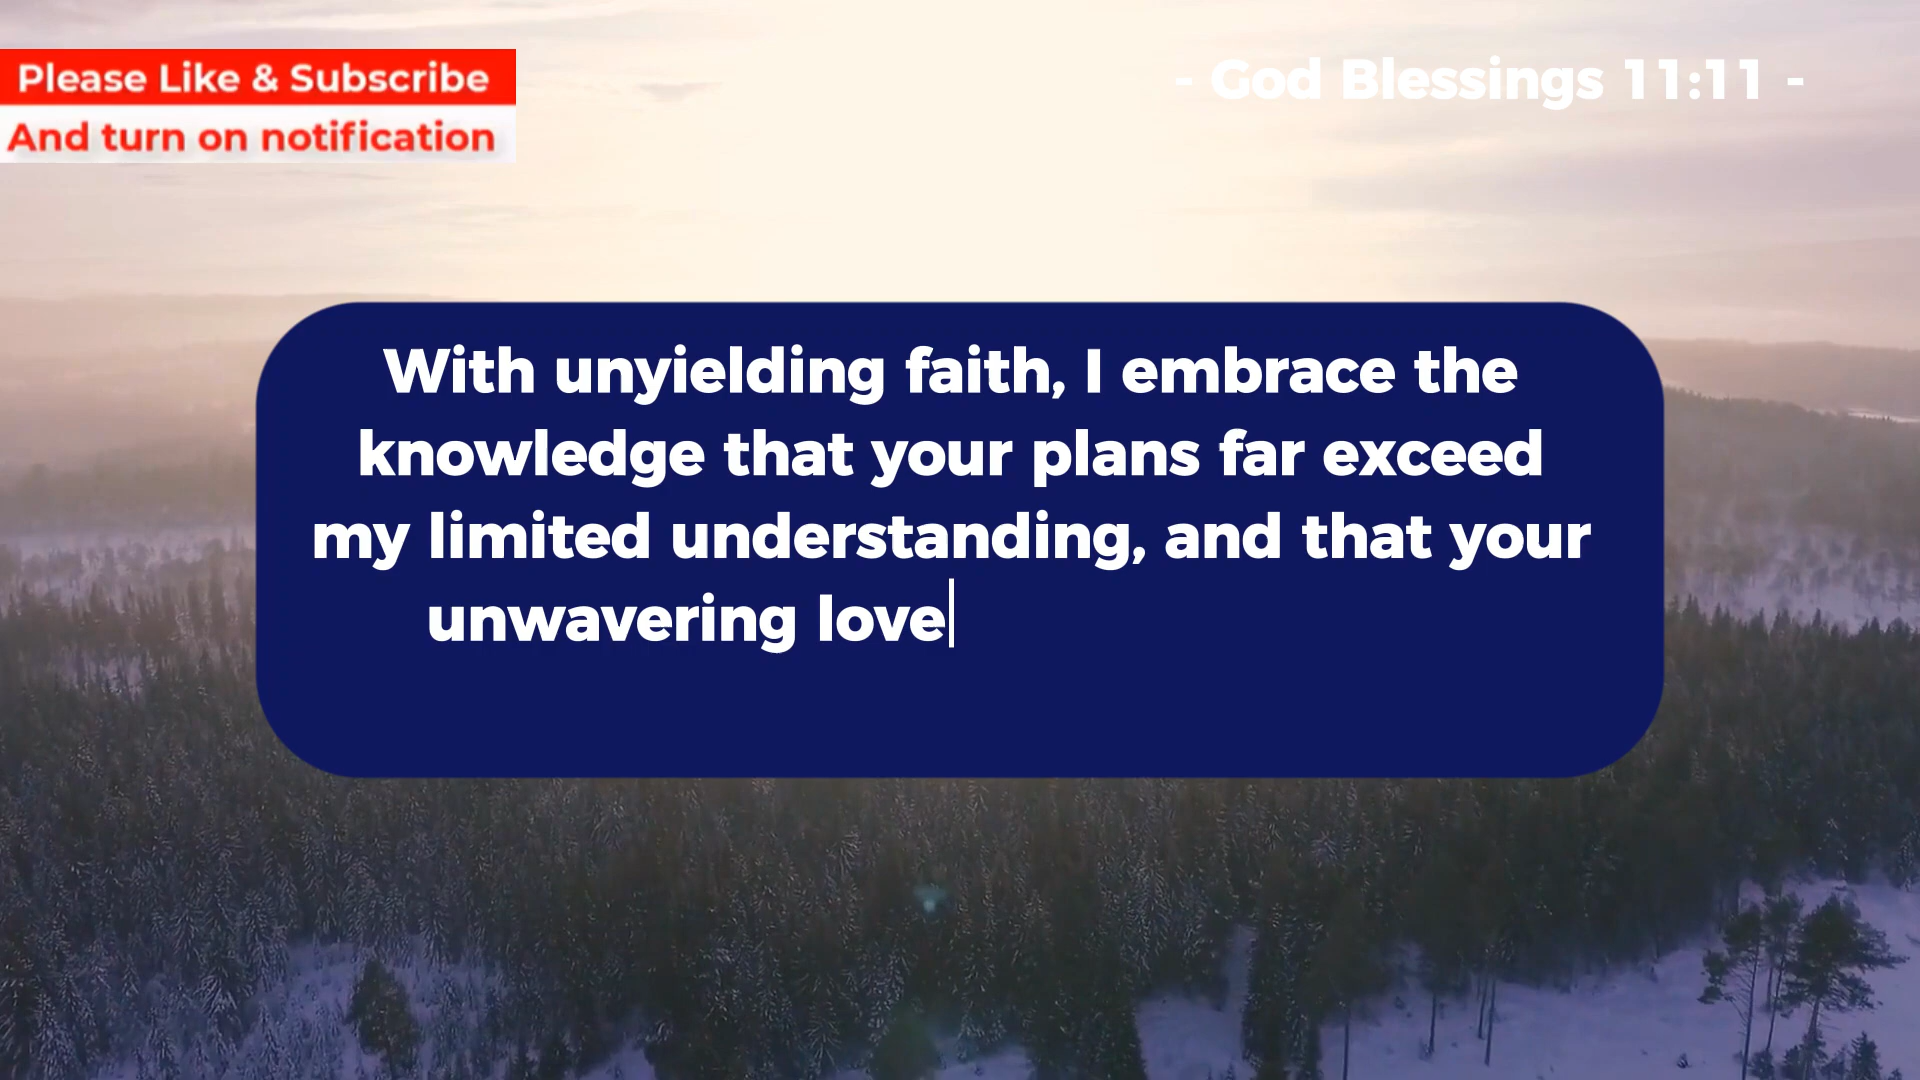 Please Like & Subscribe
And turn on notification
- God Blessings 11:11 -
With unyielding faith, I embrace the
knowledge that your plans far exceed
my limited understanding, and that your
unwavering love